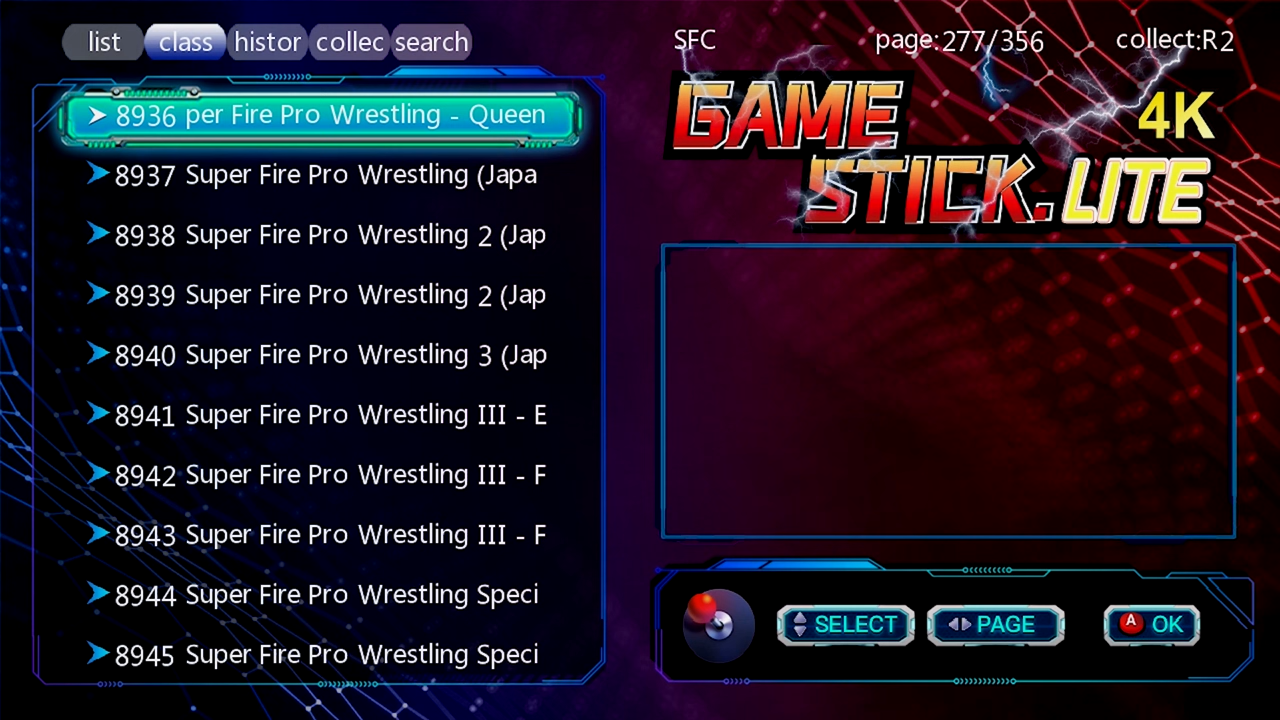 list class histor collec search
SFC page:277/356 collect:R2
GAME 4K
STICK.LITE
8936 per Fire Pro Wrestling - Queen
8937 Super Fire Pro Wrestling (Japa
8938 Super Fire Pro Wrestling 2 (Jap
8939 Super Fire Pro Wrestling 2 (Jap
8940 Super Fire Pro Wrestling 3 (Jap
8941 Super Fire Pro Wrestling III - E
8942 Super Fire Pro Wrestling III - F
8943 Super Fire Pro Wrestling III - F
8944 Super Fire Pro Wrestling Speci
8945 Super Fire Pro Wrestling Speci
SELECT PAGE A OK